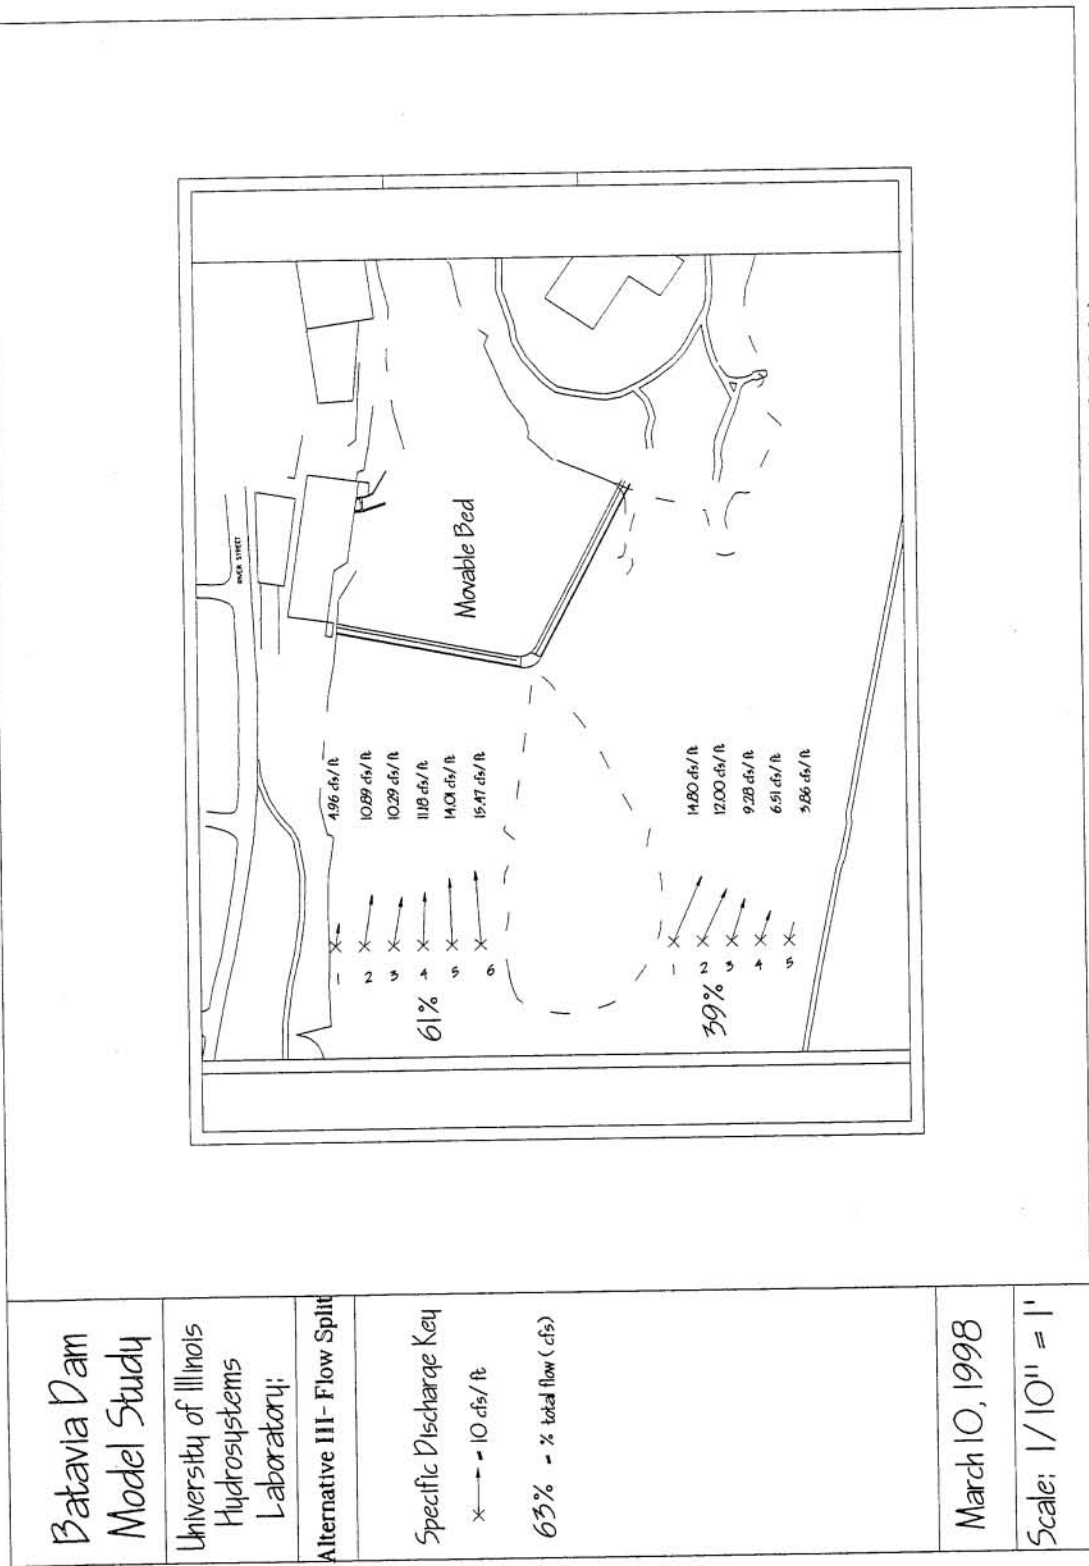 Batavia Dam
Model Study
University of Illinois
Hydrosystems
Laboratory:
Alternative III- Flow Split
Specific Discharge Key
= 10 cfs/ft
63% = % total flow (cfs)
March 10, 1998
Scale: 1/10" = 1'
RIVER STREET
Movable Bed
1 4.96 cfs/ft
2 10.89 cfs/ft
3 10.29 cfs/ft
4 11.18 cfs/ft
5 14.01 cfs/ft
6 15.47 cfs/ft
61%
1 14.80 cfs/ft
2 12.00 cfs/ft
3 9.28 cfs/ft
4 6.51 cfs/ft
5 3.86 cfs/ft
39%